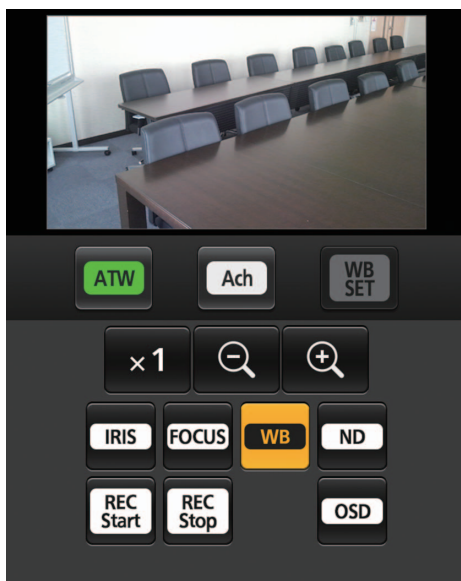 ATW
Ach
WB
SET
×1
IRIS
FOCUS
WB
ND
REC
Start
REC
Stop
OSD